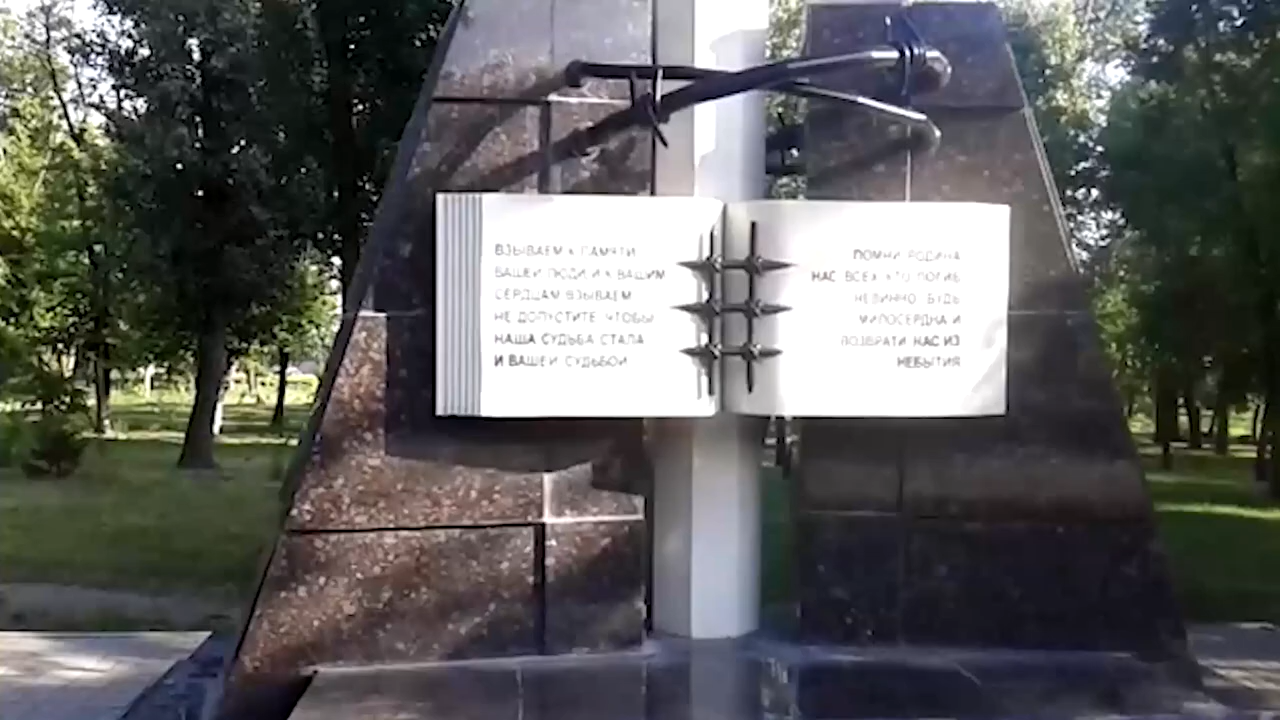 ВЗЫВАЕМ К ПАМЯТИ
ВАШЕЙ ЛЮДИ И К ВАШИМ
СЕРДЦАМ ВЗЫВАЕМ
НЕ ДОПУСТИТЕ ЧТОБЫ
НАША СУДЬБА СТАЛА
И ВАШЕЙ СУДЬБОЙ
ПОМНИ РОДИНА
НАС ВСЕХ КТО ПОГИБ
НЕВИННО БУДЬ
МИЛОСЕРДНА И
ВОЗВРАТИ НАС ИЗ
НЕБЫТИЯ